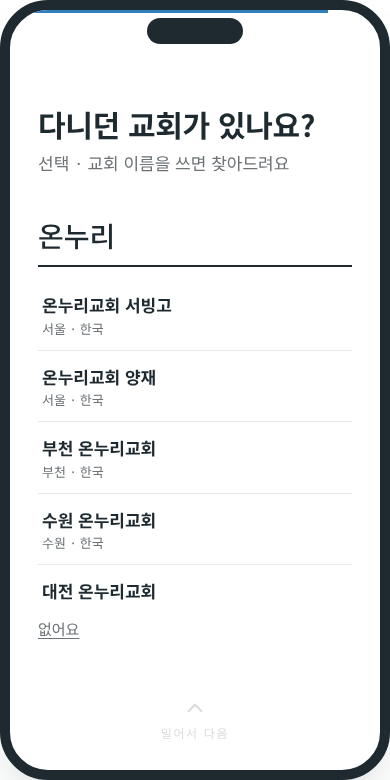 다니던 교회가 있나요?
선택 · 교회 이름을 쓰면 찾아드려요
온누리
온누리교회 서빙고
서울 · 한국
온누리교회 양재
서울 · 한국
부천 온누리교회
부천 · 한국
수원 온누리교회
수원 · 한국
대전 온누리교회
없어요
밀어서 다음